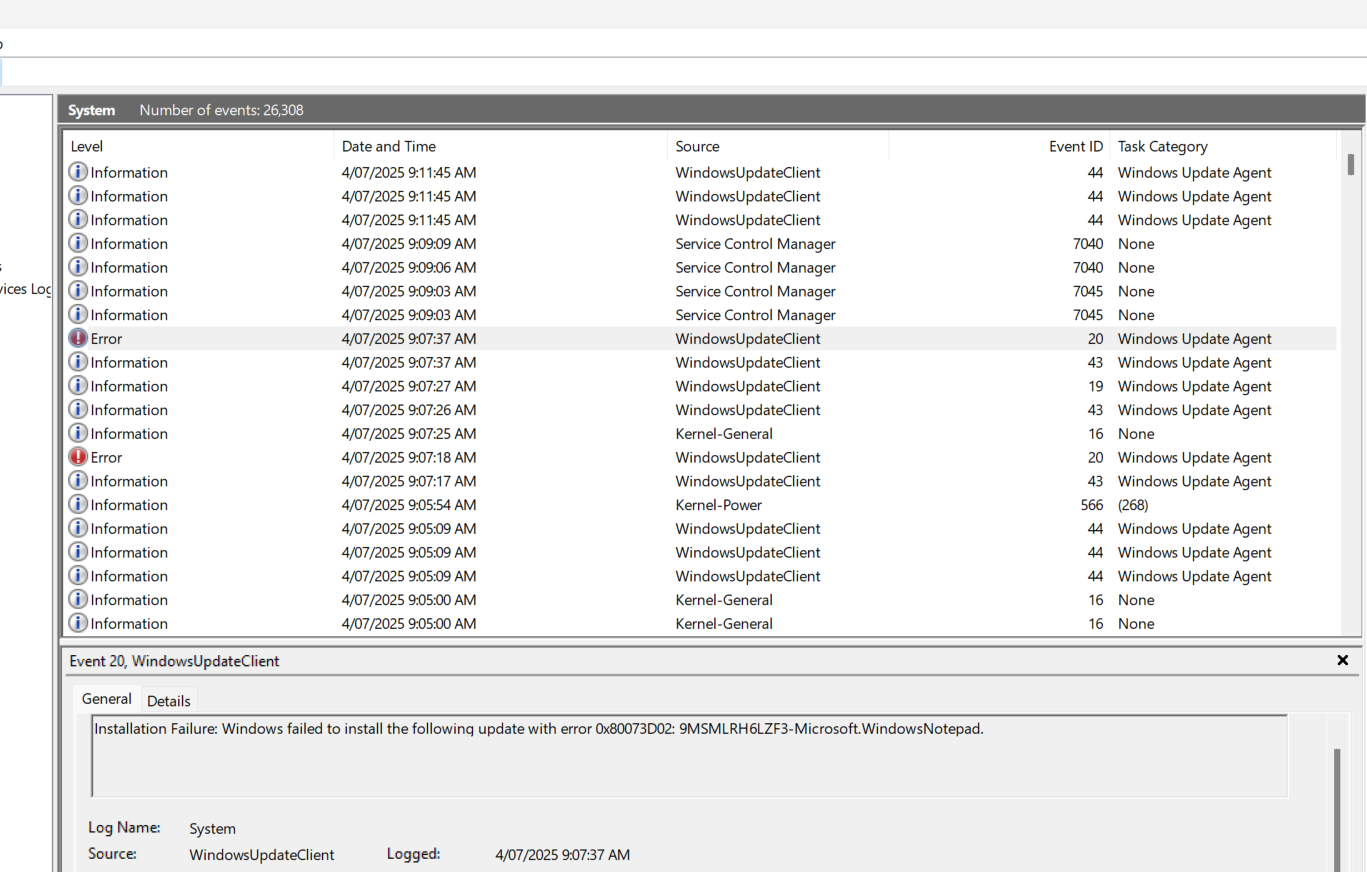 System Number of events: 26,308
Level Date and Time Source Event ID Task Category
Information 4/07/2025 9:11:45 AM WindowsUpdateClient 44 Windows Update Agent
Information 4/07/2025 9:11:45 AM WindowsUpdateClient 44 Windows Update Agent
Information 4/07/2025 9:11:45 AM WindowsUpdateClient 44 Windows Update Agent
Information 4/07/2025 9:09:09 AM Service Control Manager 7040 None
Information 4/07/2025 9:09:06 AM Service Control Manager 7040 None
vices Log Information 4/07/2025 9:09:03 AM Service Control Manager 7045 None
Information 4/07/2025 9:09:03 AM Service Control Manager 7045 None
Error 4/07/2025 9:07:37 AM WindowsUpdateClient 20 Windows Update Agent
Information 4/07/2025 9:07:37 AM WindowsUpdateClient 43 Windows Update Agent
Information 4/07/2025 9:07:27 AM WindowsUpdateClient 19 Windows Update Agent
Information 4/07/2025 9:07:26 AM WindowsUpdateClient 43 Windows Update Agent
Information 4/07/2025 9:07:25 AM Kernel-General 16 None
Error 4/07/2025 9:07:18 AM WindowsUpdateClient 20 Windows Update Agent
Information 4/07/2025 9:07:17 AM WindowsUpdateClient 43 Windows Update Agent
Information 4/07/2025 9:05:54 AM Kernel-Power 566 (268)
Information 4/07/2025 9:05:09 AM WindowsUpdateClient 44 Windows Update Agent
Information 4/07/2025 9:05:09 AM WindowsUpdateClient 44 Windows Update Agent
Information 4/07/2025 9:05:09 AM WindowsUpdateClient 44 Windows Update Agent
Information 4/07/2025 9:05:00 AM Kernel-General 16 None
Information 4/07/2025 9:05:00 AM Kernel-General 16 None
Event 20, WindowsUpdateClient
General Details
Installation Failure: Windows failed to install the following update with error 0x80073D02: 9MSMLRH6LZF3-Microsoft.WindowsNotepad.
Log Name: System
Source: WindowsUpdateClient Logged: 4/07/2025 9:07:37 AM